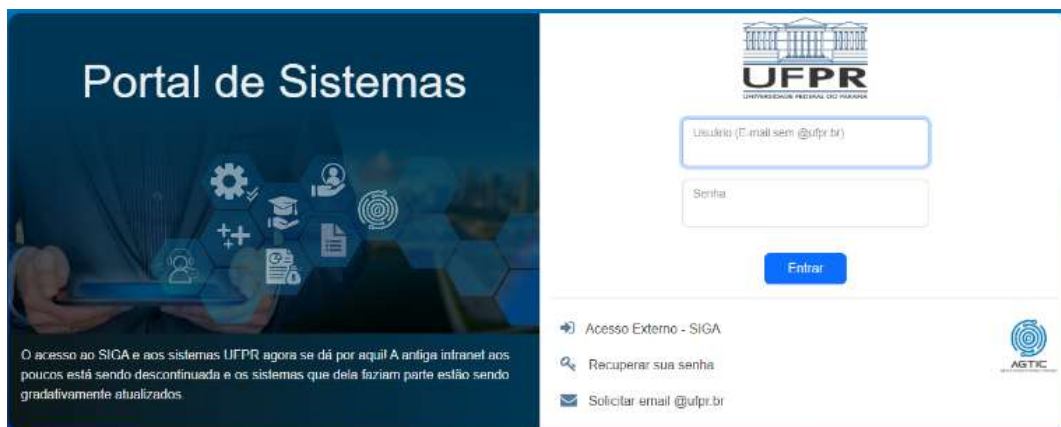 Portal de Sistemas
O acesso ao SIGA e aos sistemas UFPR agora se dá por aqui! A antiga intranet aos
poucos está sendo descontinuada e os sistemas que dela faziam parte estão sendo
gradativamente atualizados.
UFPR
UNIVERSIDADE FEDERAL DO PARANÁ
Usuário (E-mail sem @ufpr.br)
Senha
Entrar
Acesso Externo - SIGA
Recuperar sua senha
Solicitar email @ufpr.br
AGTIC